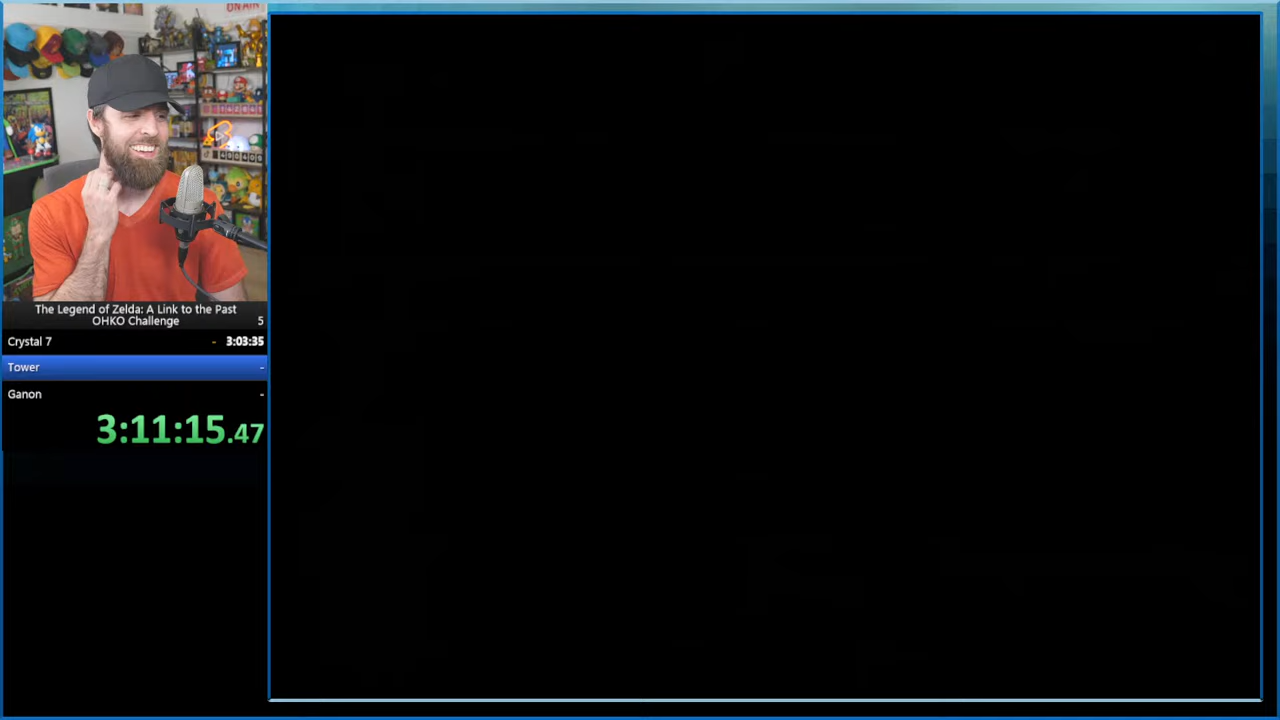 ON AIR
The Legend of Zelda: A Link to the Past
OHKO Challenge 5
Crystal 7 - 3:03:35
Tower -
Ganon -
3:11:15.47